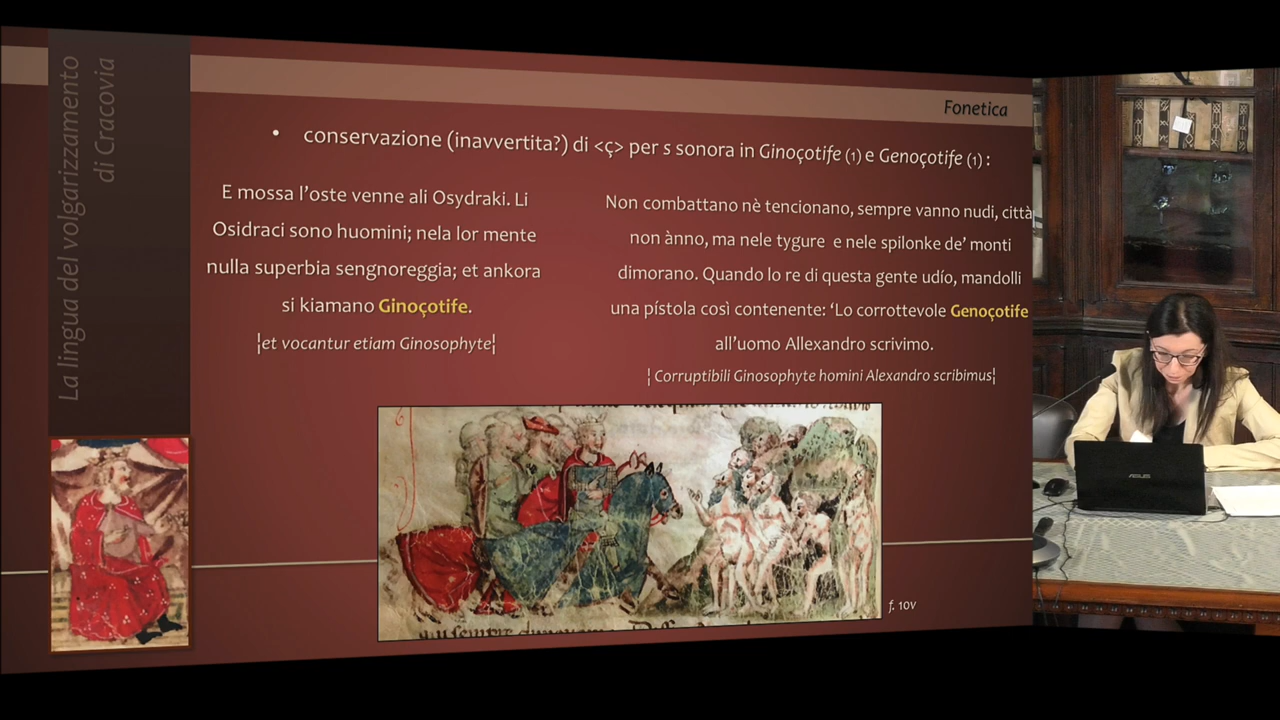 La lingua del volgarizzamento
di Cracovia
Fonetica
• conservazione (inavvertita?) di <ç> per s sonora in Ginoçotife (1) e Genoçotife (1) :
E mossa l’oste venne ali Osydraki. Li
Osidraci sono huomini; nela lor mente
nulla superbia sengnoreggia; et ankora
si kiamano Ginoçotife.
¦et vocantur etiam Ginosophyte¦
Non combattano nè tencionano, sempre vanno nudi, città
non ànno, ma nele tygure e nele spilonke de’ monti
dimorano. Quando lo re di questa gente udío, mandolli
una pístola così contenente: ‘Lo corrottevole Genoçotife
all’uomo Allexandro scrivimo.
¦ Corruptibili Ginosophyte homini Alexandro scribimus¦
f. 10v
ASUS